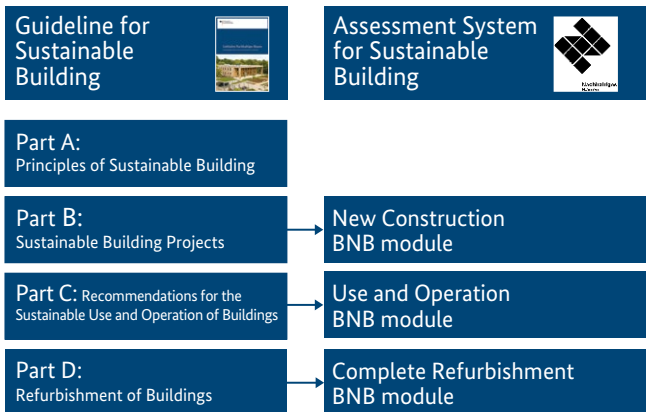 Guideline for
Sustainable
Building
Assessment System
for Sustainable
Building
Nachhaltiges
Bauen
Part A:
Principles of Sustainable Building
Part B:
Sustainable Building Projects
New Construction
BNB module
Part C: Recommendations for the
Sustainable Use and Operation of Buildings
Use and Operation
BNB module
Part D:
Refurbishment of Buildings
Complete Refurbishment
BNB module